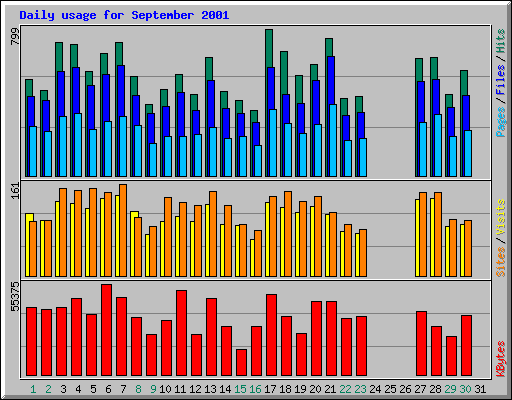 Daily usage for September 2001
799
Pages / Files / Hits
161
Sites / Visits
55375
KBytes
1 2 3 4 5 6 7 8 9 10 11 12 13 14 15 16 17 18 19 20 21 22 23 24 25 26 27 28 29 30 31